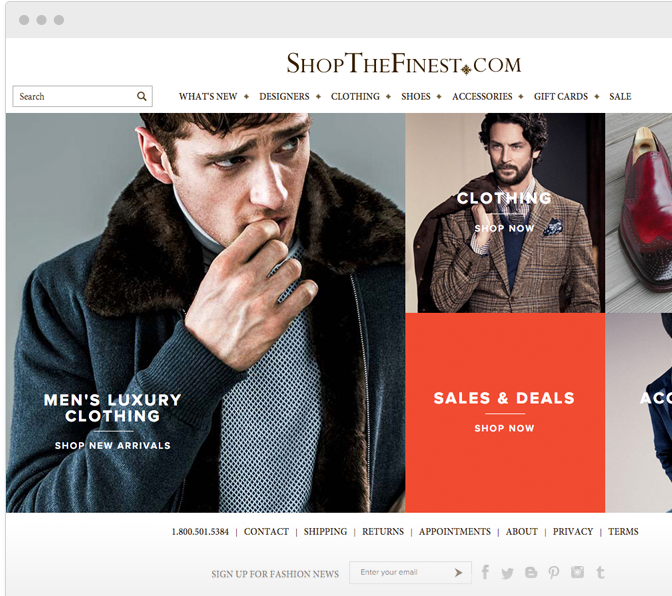 SHOPTHEFINEST.COM
Search
WHAT'S NEW
DESIGNERS
CLOTHING
SHOES
ACCESSORIES
GIFT CARDS
SALE
CLOTHING
SHOP NOW
MEN'S LUXURY
CLOTHING
SHOP NEW ARRIVALS
SALES & DEALS
SHOP NOW
ACC
1.800.501.5384 | CONTACT | SHIPPING | RETURNS | APPOINTMENTS | ABOUT | PRIVACY | TERMS
SIGN UP FOR FASHION NEWS
Enter your email